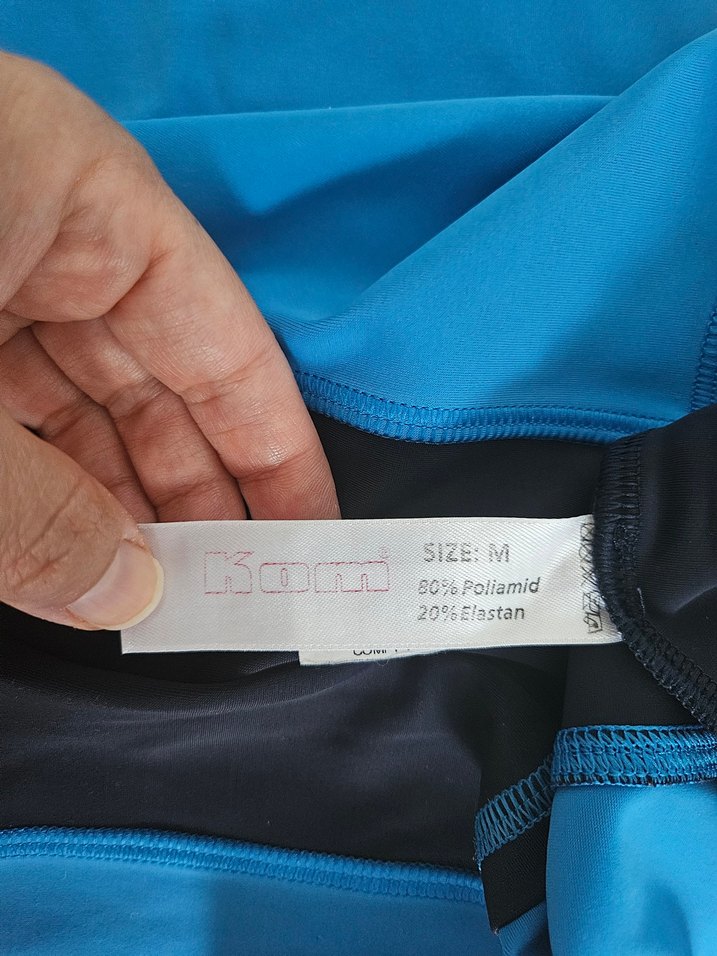 Kom®
SIZE: M
80% Poliamid
20% Elastan